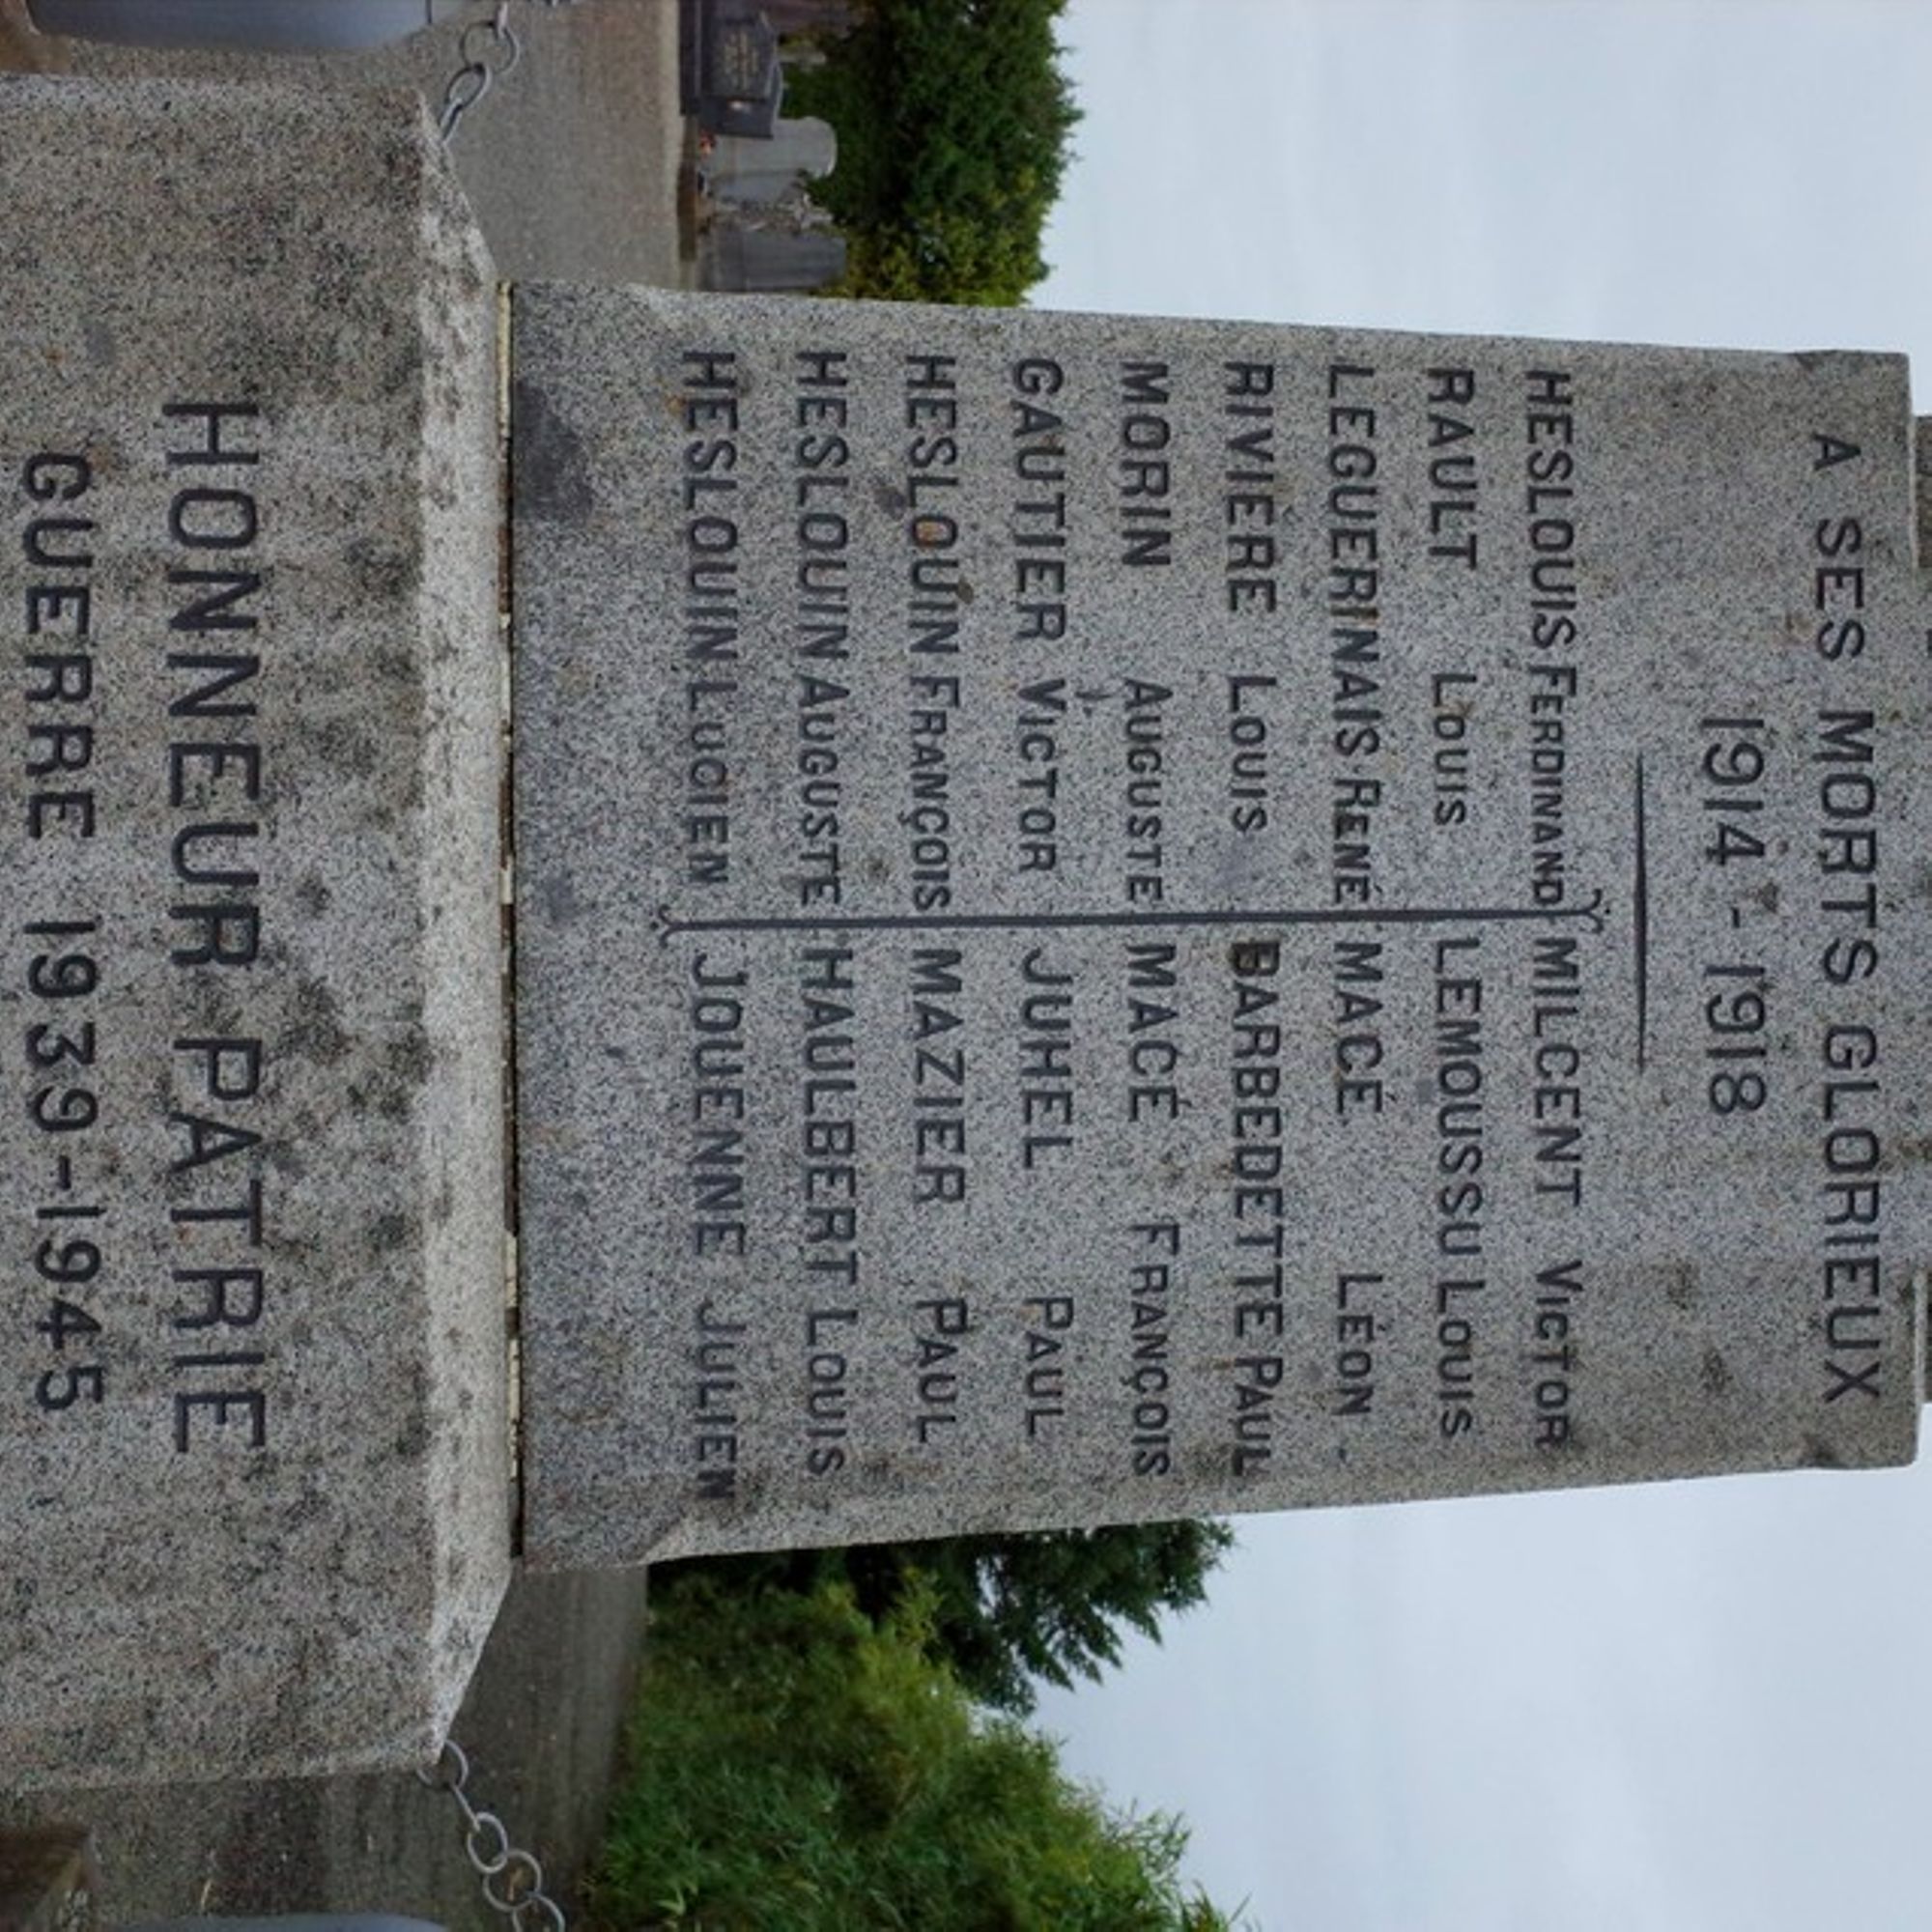 A SES MORTS GLORIEUX
1914 - 1918
HESLOUIS FERDINAND MILCENT VICTOR
RAULT LOUIS LEMOUSSU LOUIS
LEGUERINAIS RENÉ MACÉ LÉON
RIVIERE LOUIS BARBEDETTE PAUL
MORIN AUGUSTE MACÉ FRANÇOIS
GAUTIER VICTOR JUHEL PAUL
HESLOUIN FRANÇOIS MAZIER PAUL
HESLOUIN AUGUSTE HAULBERT LOUIS
HESLOUIN LUCIEN JOUENNE JULIEN
HONNEUR PATRIE
GUERRE 1939-1945